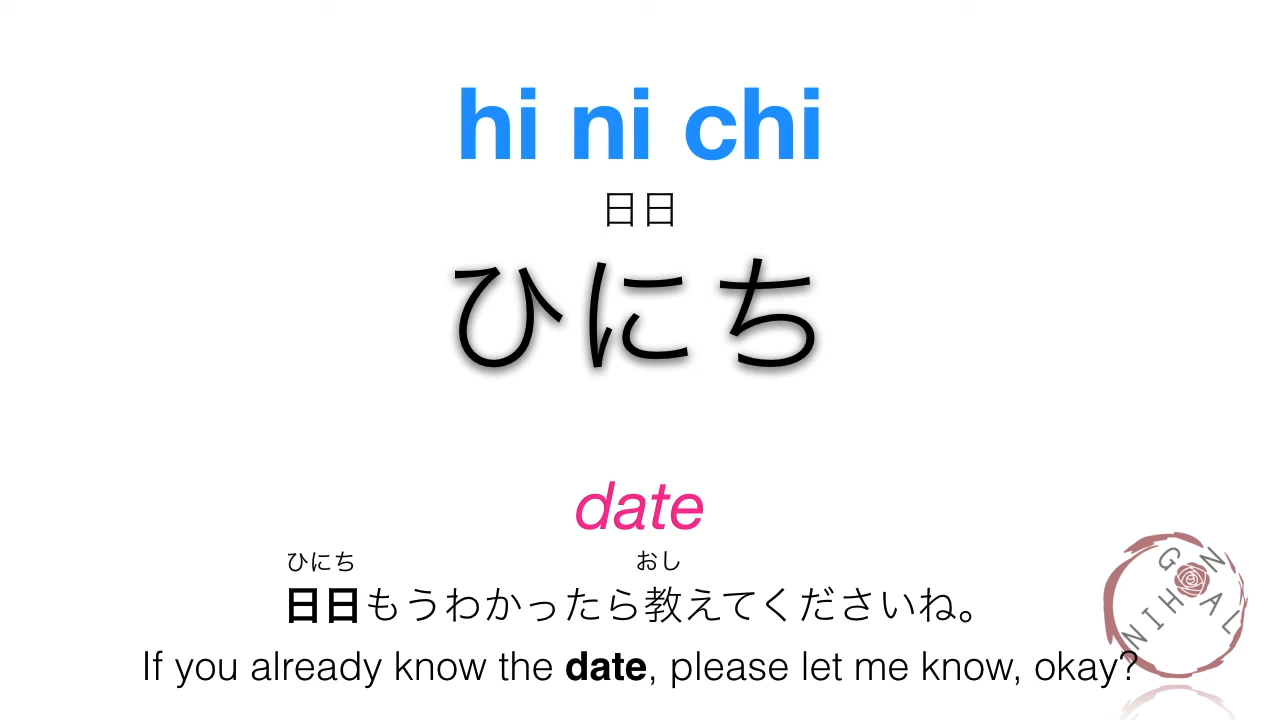 hi ni chi
日日
ひにち
date
ひにち おし
日日もうわかったら教えてくださいね。
If you already know the date, please let me know, okay?
NIHONGONAL